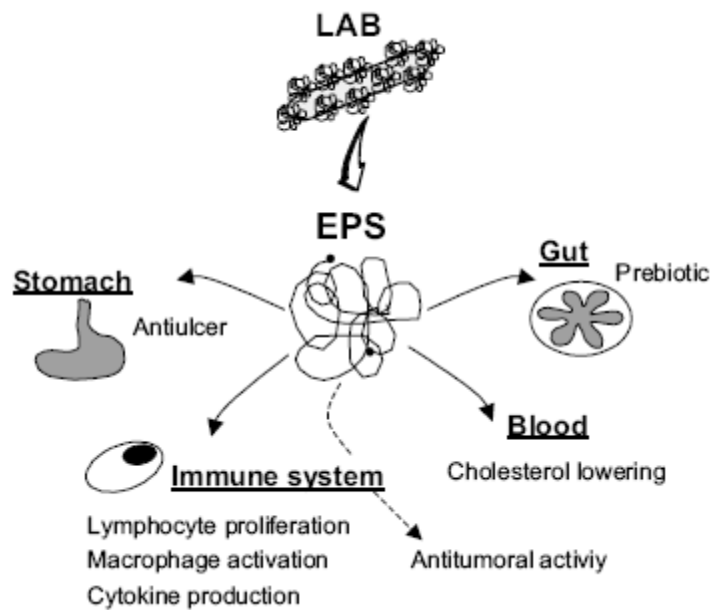 LAB
EPS
Stomach
Antiulcer
Gut
Prebiotic
Blood
Cholesterol lowering
Immune system
Lymphocyte proliferation
Macrophage activation
Cytokine production
Antitumoral activiy